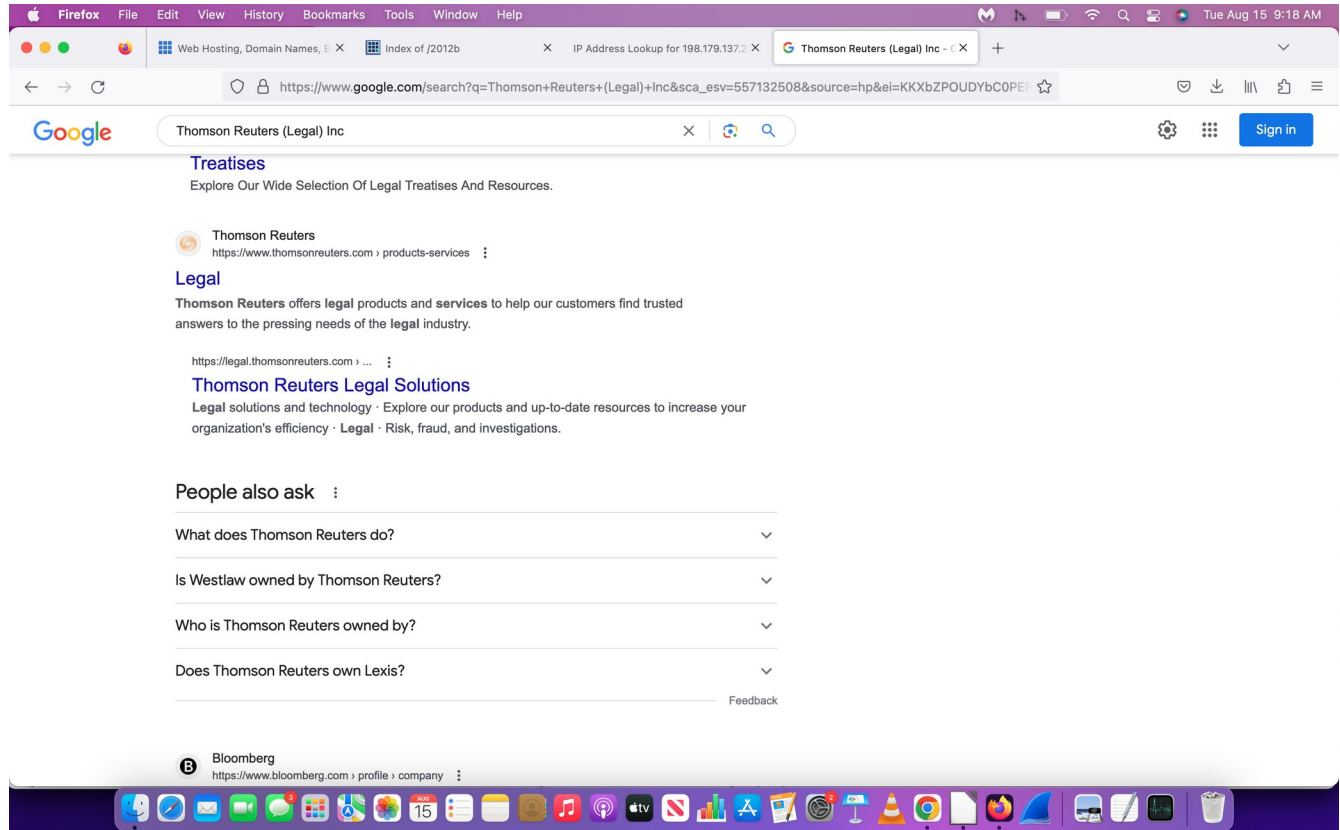 Firefox File Edit View History Bookmarks Tools Window Help Tue Aug 15 9:18 AM
Web Hosting, Domain Names, E Index of /2012b IP Address Lookup for 198.179.137.2 Thomson Reuters (Legal) Inc - G
https://www.google.com/search?q=Thomson+Reuters+(Legal)+Inc&sca_esv=557132508&source=hp&ei=KKXbZPOUDYbC0PEP
Google Thomson Reuters (Legal) Inc Sign in
Treatises
Explore Our Wide Selection Of Legal Treatises And Resources.
Thomson Reuters
https://www.thomsonreuters.com › products-services
Legal
Thomson Reuters offers legal products and services to help our customers find trusted
answers to the pressing needs of the legal industry.
https://legal.thomsonreuters.com › ...
Thomson Reuters Legal Solutions
Legal solutions and technology · Explore our products and up-to-date resources to increase your
organization's efficiency · Legal · Risk, fraud, and investigations.
People also ask
What does Thomson Reuters do?
Is Westlaw owned by Thomson Reuters?
Who is Thomson Reuters owned by?
Does Thomson Reuters own Lexis?
Feedback
B Bloomberg
https://www.bloomberg.com › profile › company
3 AUG 15 tv 2